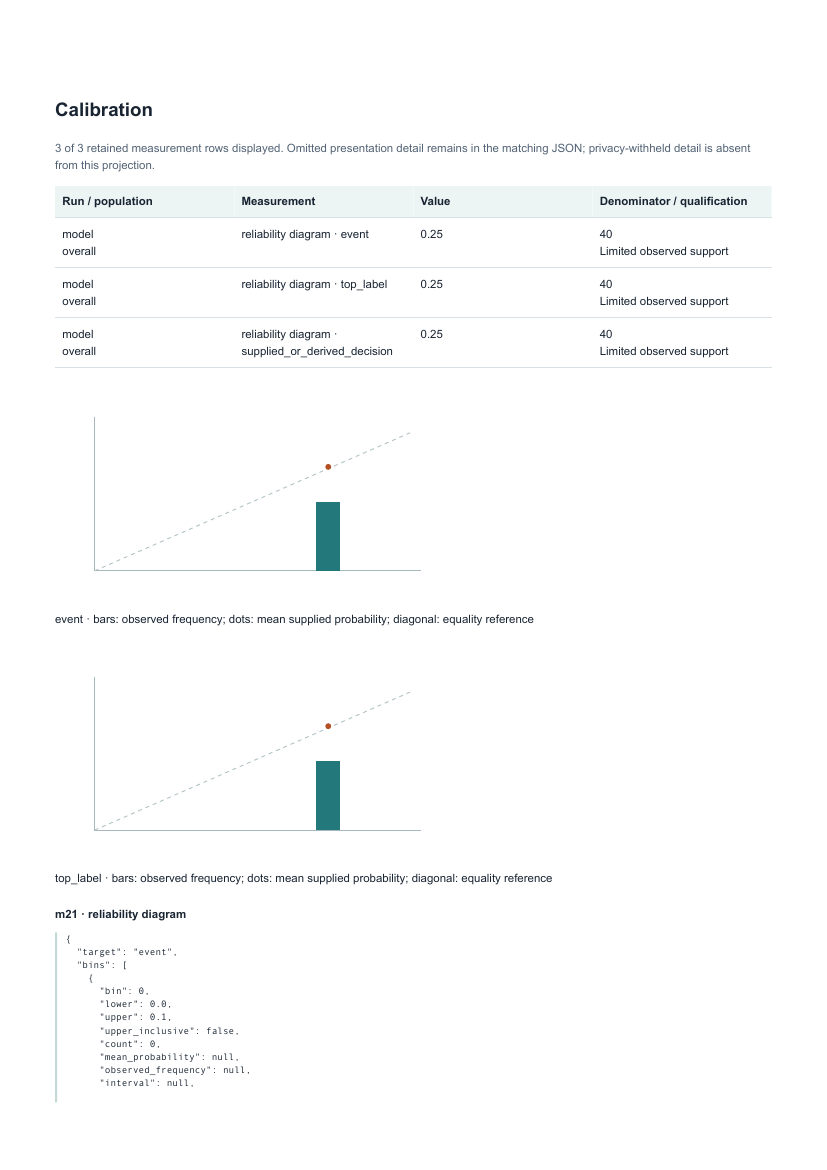 Calibration
3 of 3 retained measurement rows displayed. Omitted presentation detail remains in the matching JSON; privacy-withheld detail is absent
from this projection.
Run / population Measurement Value Denominator / qualification
model reliability diagram · event 0.25 40
overall Limited observed support
model reliability diagram · top_label 0.25 40
overall Limited observed support
model reliability diagram · 0.25 40
overall supplied_or_derived_decision Limited observed support
event · bars: observed frequency; dots: mean supplied probability; diagonal: equality reference
top_label · bars: observed frequency; dots: mean supplied probability; diagonal: equality reference
m21 · reliability diagram
{
"target": "event",
"bins": [
{
"bin": 0,
"lower": 0.0,
"upper": 0.1,
"upper_inclusive": false,
"count": 0,
"mean_probability": null,
"observed_frequency": null,
"interval": null,